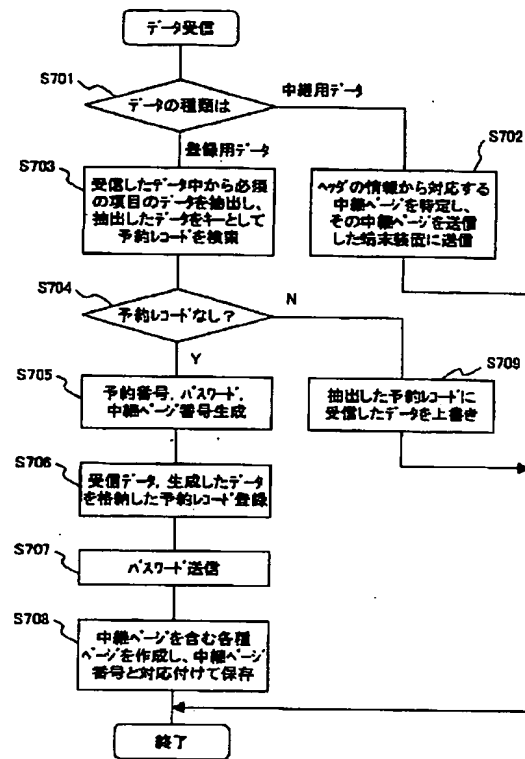 データ受信
S701
データの種類は
中継用データ
登録用データ
S702
ヘッダの情報から対応する
中継ページを特定し、
その中継ページを送信
した端末装置に送信
S703
受信したデータ中から必須
の項目のデータを抽出し、
抽出したデータをキーとして
予約レコードを検索
S704
予約レコードなし？
N
Y
S705
予約番号，パスワード，
中継ページ番号生成
S709
抽出した予約レコードに
受信したデータを上書き
S706
受信データ，生成したデータ
を格納した予約レコード登録
S707
パスワード送信
S708
中継ページを含む各種
ページを作成し、中継ページ
番号と対応付けて保存
終了